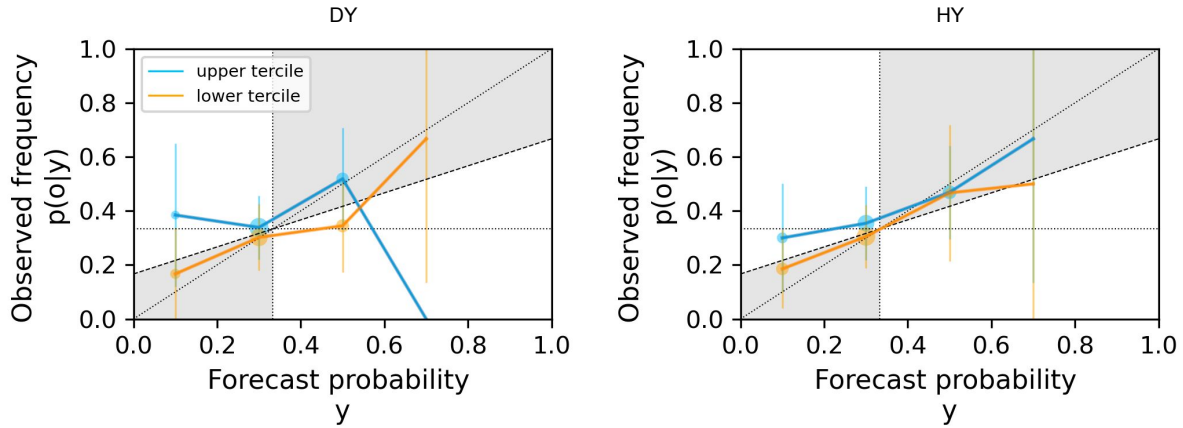 DY
Observed frequency
p(o|y)
1.0
0.8
0.6
0.4
0.2
0.0
upper tercile
lower tercile
0.0 0.2 0.4 0.6 0.8 1.0
Forecast probability
y
HY
Observed frequency
p(o|y)
1.0
0.8
0.6
0.4
0.2
0.0
0.0 0.2 0.4 0.6 0.8 1.0
Forecast probability
y